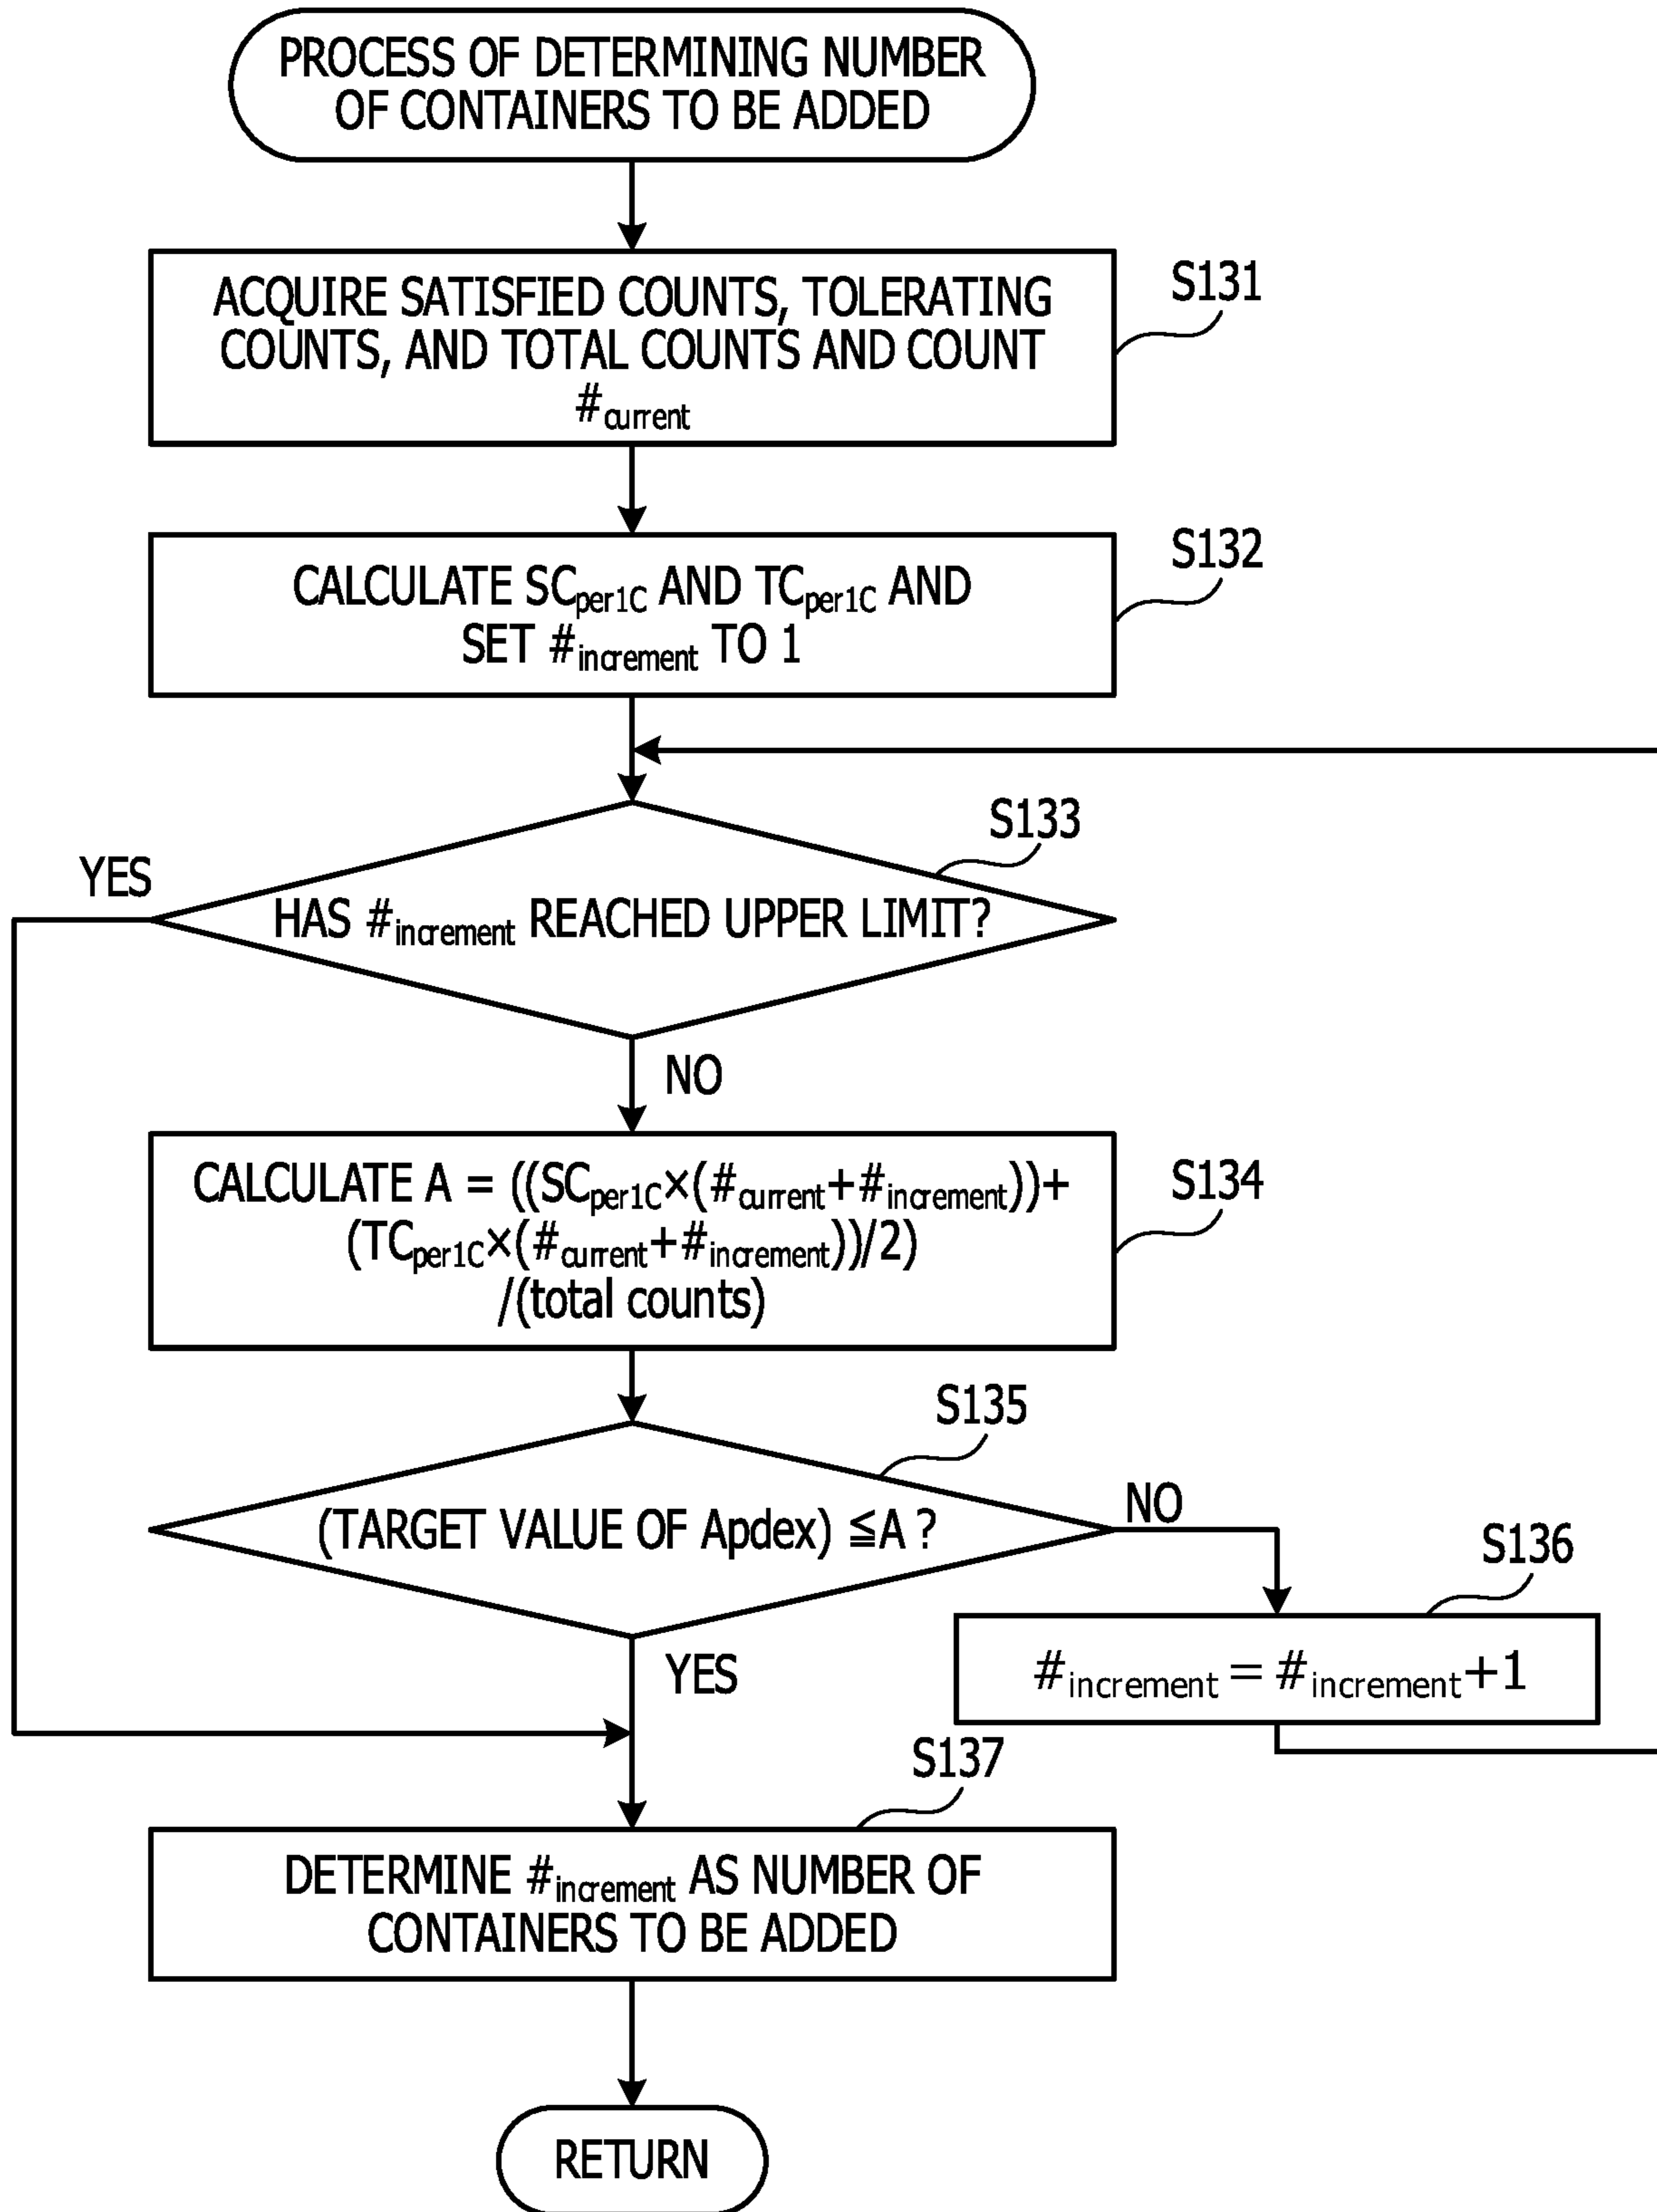 PROCESS OF DETERMINING NUMBER
OF CONTAINERS TO BE ADDED
S131
ACQUIRE SATISFIED COUNTS, TOLERATING
COUNTS, AND TOTAL COUNTS AND COUNT
#current
S132
CALCULATE SCper1C AND TCper1C AND
SET #increment TO 1
S133
YES
HAS #increment REACHED UPPER LIMIT?
NO
S134
CALCULATE A = ((SCper1C×(#current+#increment))+
(TCper1C×(#current+#increment))/2)
/(total counts)
S135
NO
(TARGET VALUE OF Apdex) ≦A ?
S136
YES
#increment = #increment+1
S137
DETERMINE #increment AS NUMBER OF
CONTAINERS TO BE ADDED
RETURN